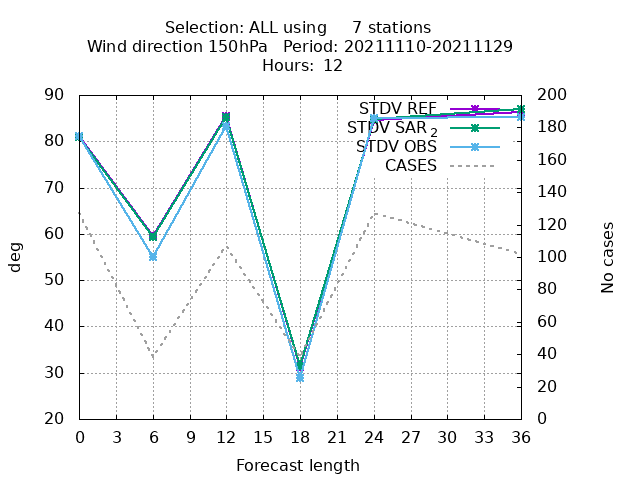 Selection: ALL using 7 stations
Wind direction 150hPa Period: 20211110-20211129
Hours: 12
90 200
STDV REF
STDV SAR 2
STDV OBS
CASES
80 180
70 160
60 140
50 120
40 100
30 80
20 60
40
20
0
deg
No cases
0 3 6 9 12 15 18 21 24 27 30 33 36
Forecast length